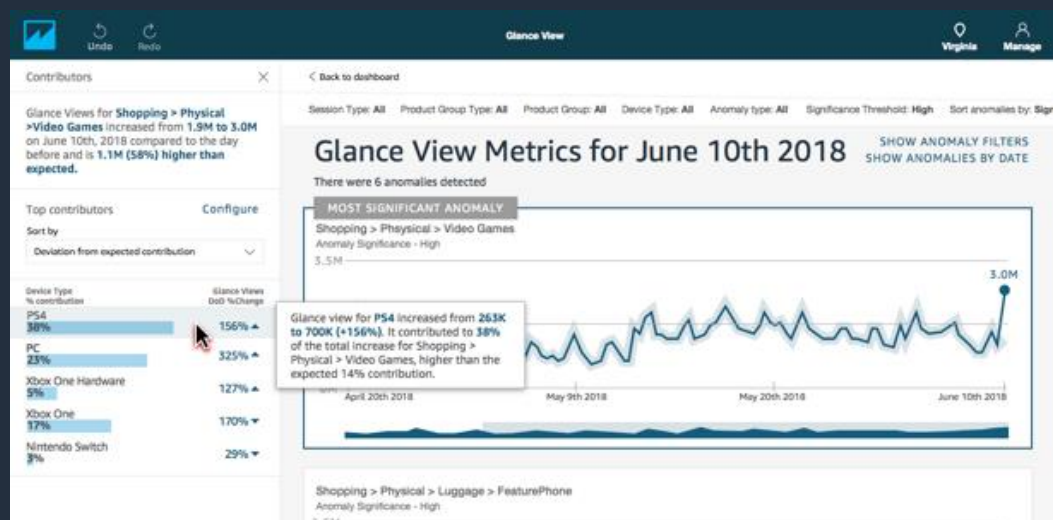 Undo
Redo
Glance View
Virginia
Manage
Contributors
Glance Views for Shopping > Physical
>Video Games increased from 1.9M to 3.0M
on June 10th, 2018 compared to the day
before and is 1.1M (58%) higher than
expected.
Top contributors
Configure
Sort by
Deviation from expected contribution
Device Type
% contribution
Glance Views
DoD %Change
PS4
38%
156%
PC
23%
325%
Xbox One Hardware
5%
127%
Xbox One
17%
170%
Nintendo Switch
3%
29%
< Back to dashboard
Session Type: All Product Group Type: All Product Group: All Device Type: All Anomaly type: All Significance Threshold: High Sort anomalies by: Sign
Glance View Metrics for June 10th 2018
SHOW ANOMALY FILTERS
SHOW ANOMALIES BY DATE
There were 6 anomalies detected
MOST SIGNIFICANT ANOMALY
Shopping > Phsysical > Video Games
Anomaly Significance - High
3.5M
3.0M
Glance view for PS4 increased from 263K
to 700K (+156%). It contributed to 38%
of the total increase for Shopping >
Physical > Video Games, higher than the
expected 14% contribution.
April 20th 2018
May 9th 2018
May 20th 2018
June 10th 2018
Shopping > Physical > Luggage > FeaturePhone
Anomaly Significance - High